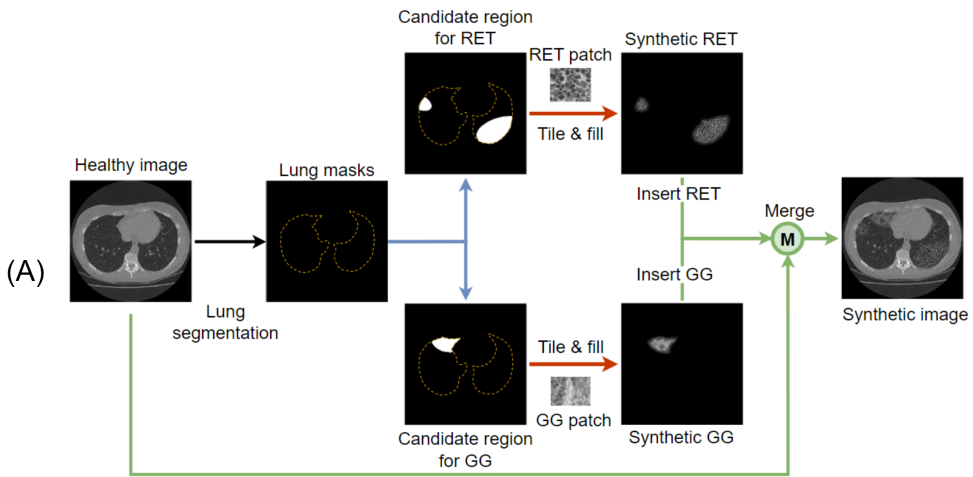 Candidate region
for RET
Synthetic RET
RET patch
Tile & fill
Healthy image
Lung masks
Insert RET
Merge
M
(A)
Lung
segmentation
Insert GG
Synthetic image
Tile & fill
GG patch
Candidate region
for GG
Synthetic GG